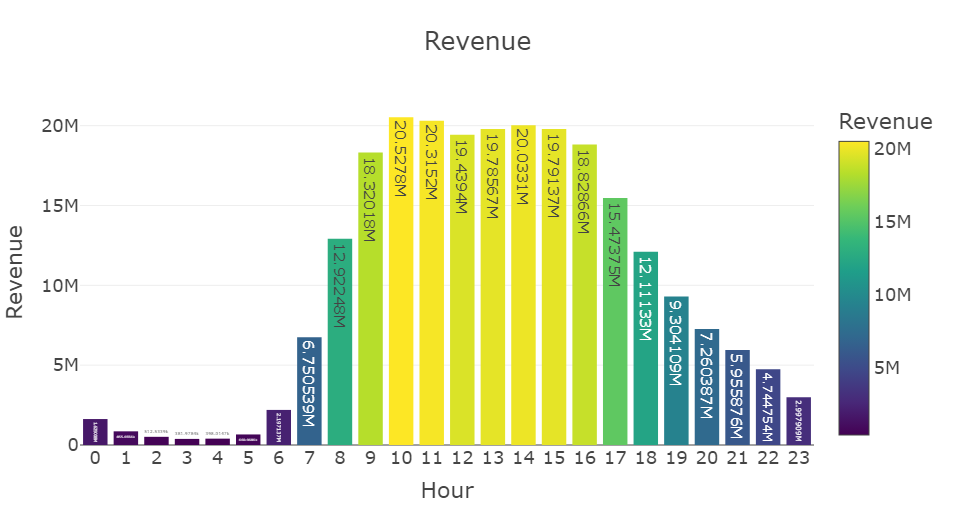 Revenue
Revenue
20M
15M
10M
5M
0
6.750539M
12.92248M
18.32018M
20.5278M
20.3152M
19.4394M
19.78567M
20.0331M
19.79137M
18.82866M
15.47375M
12.11133M
9.304109M
7.260387M
5.955876M
4.744754M
2.997909M
0 1 2 3 4 5 6 7 8 9 10 11 12 13 14 15 16 17 18 19 20 21 22 23
Hour
Revenue
20M
15M
10M
5M